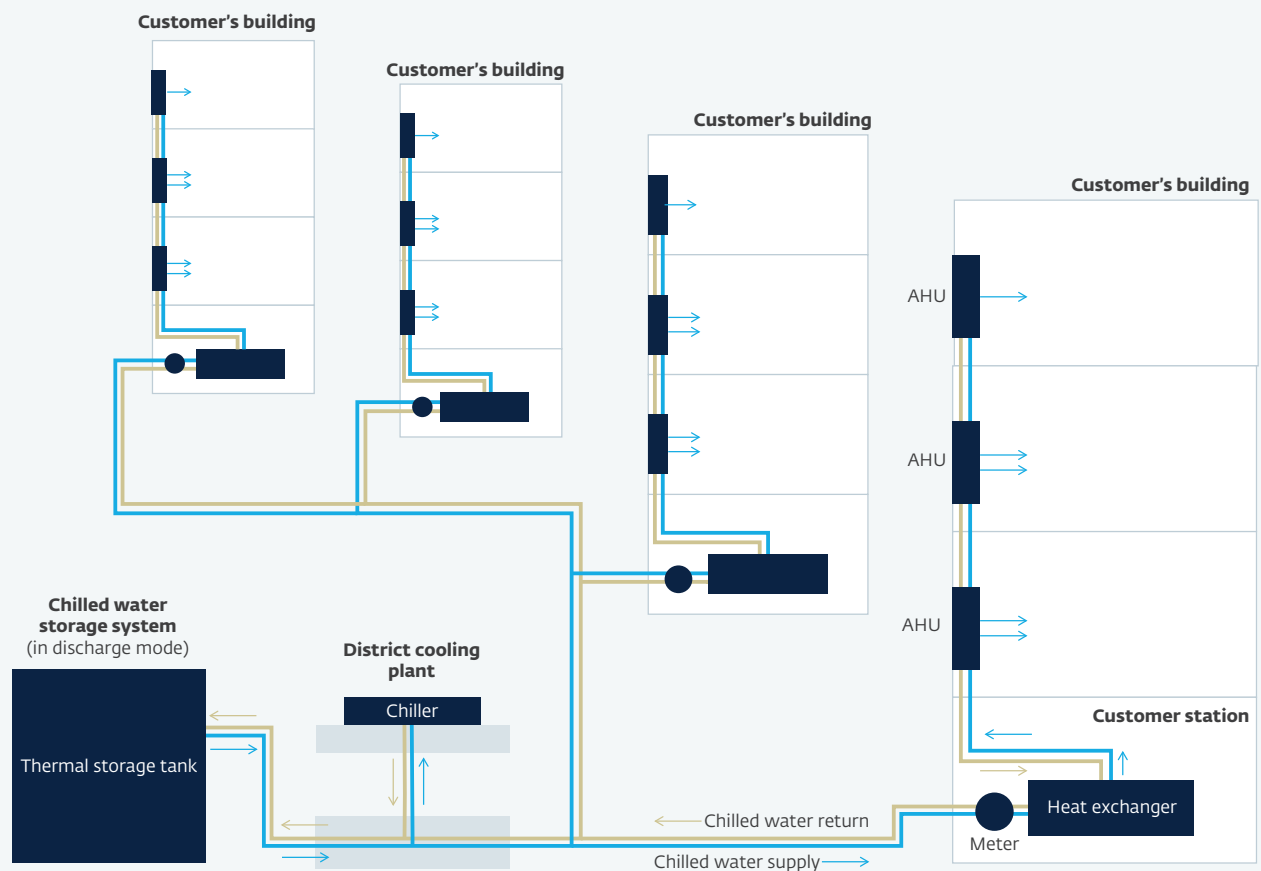 Customer’s building
Customer’s building
Customer’s building
Customer’s building
AHU
AHU
AHU
Chilled water
storage system
(in discharge mode)
District cooling
plant
Chiller
Thermal storage tank
Customer station
Heat exchanger
Meter
Chilled water return
Chilled water supply